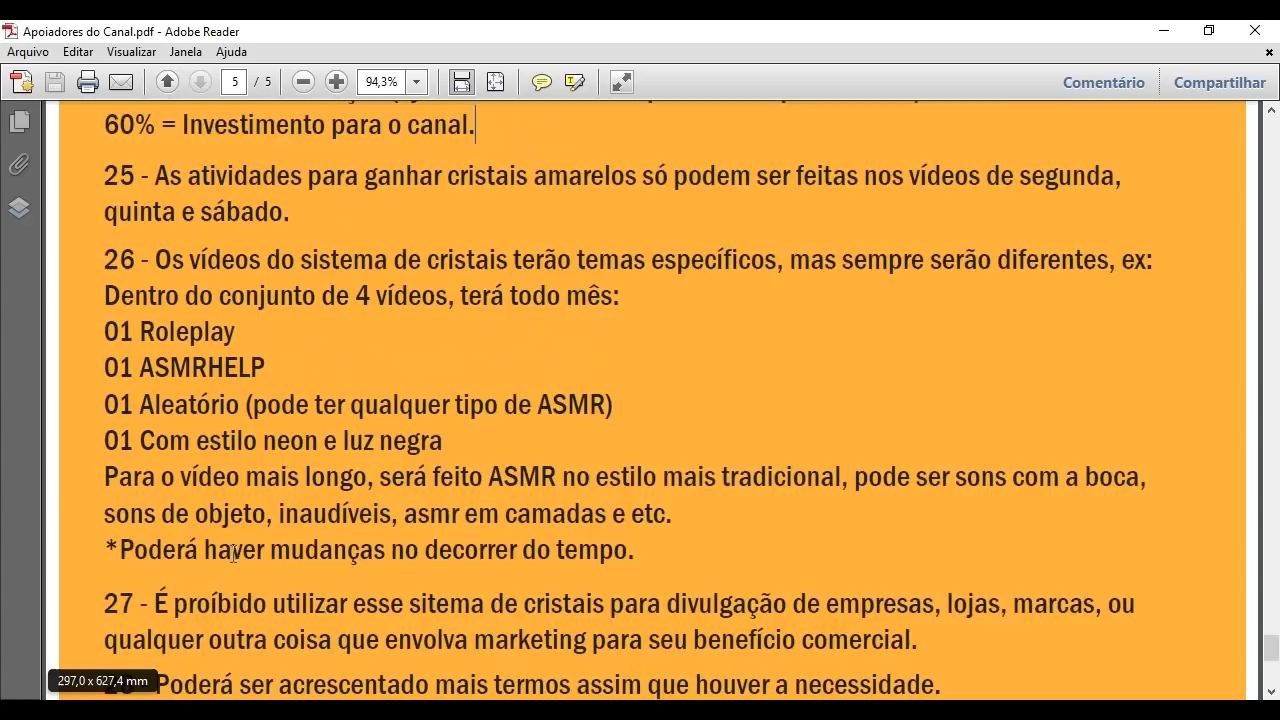 Apoiadores do Canal.pdf - Adobe Reader
Arquivo Editar Visualizar Janela Ajuda
5 / 5 94,3% Comentário Compartilhar
60% = Investimento para o canal.
25 - As atividades para ganhar cristais amarelos só podem ser feitas nos vídeos de segunda,
quinta e sábado.
26 - Os vídeos do sistema de cristais terão temas específicos, mas sempre serão diferentes, ex:
Dentro do conjunto de 4 vídeos, terá todo mês:
01 Roleplay
01 ASMRHELP
01 Aleatório (pode ter qualquer tipo de ASMR)
01 Com estilo neon e luz negra
Para o vídeo mais longo, será feito ASMR no estilo mais tradicional, pode ser sons com a boca,
sons de objeto, inaudíveis, asmr em camadas e etc.
*Poderá haver mudanças no decorrer do tempo.
27 - É proíbido utilizar esse sitema de cristais para divulgação de empresas, lojas, marcas, ou
qualquer outra coisa que envolva marketing para seu benefício comercial.
297,0 x 627,4 mm
Poderá ser acrescentado mais termos assim que houver a necessidade.